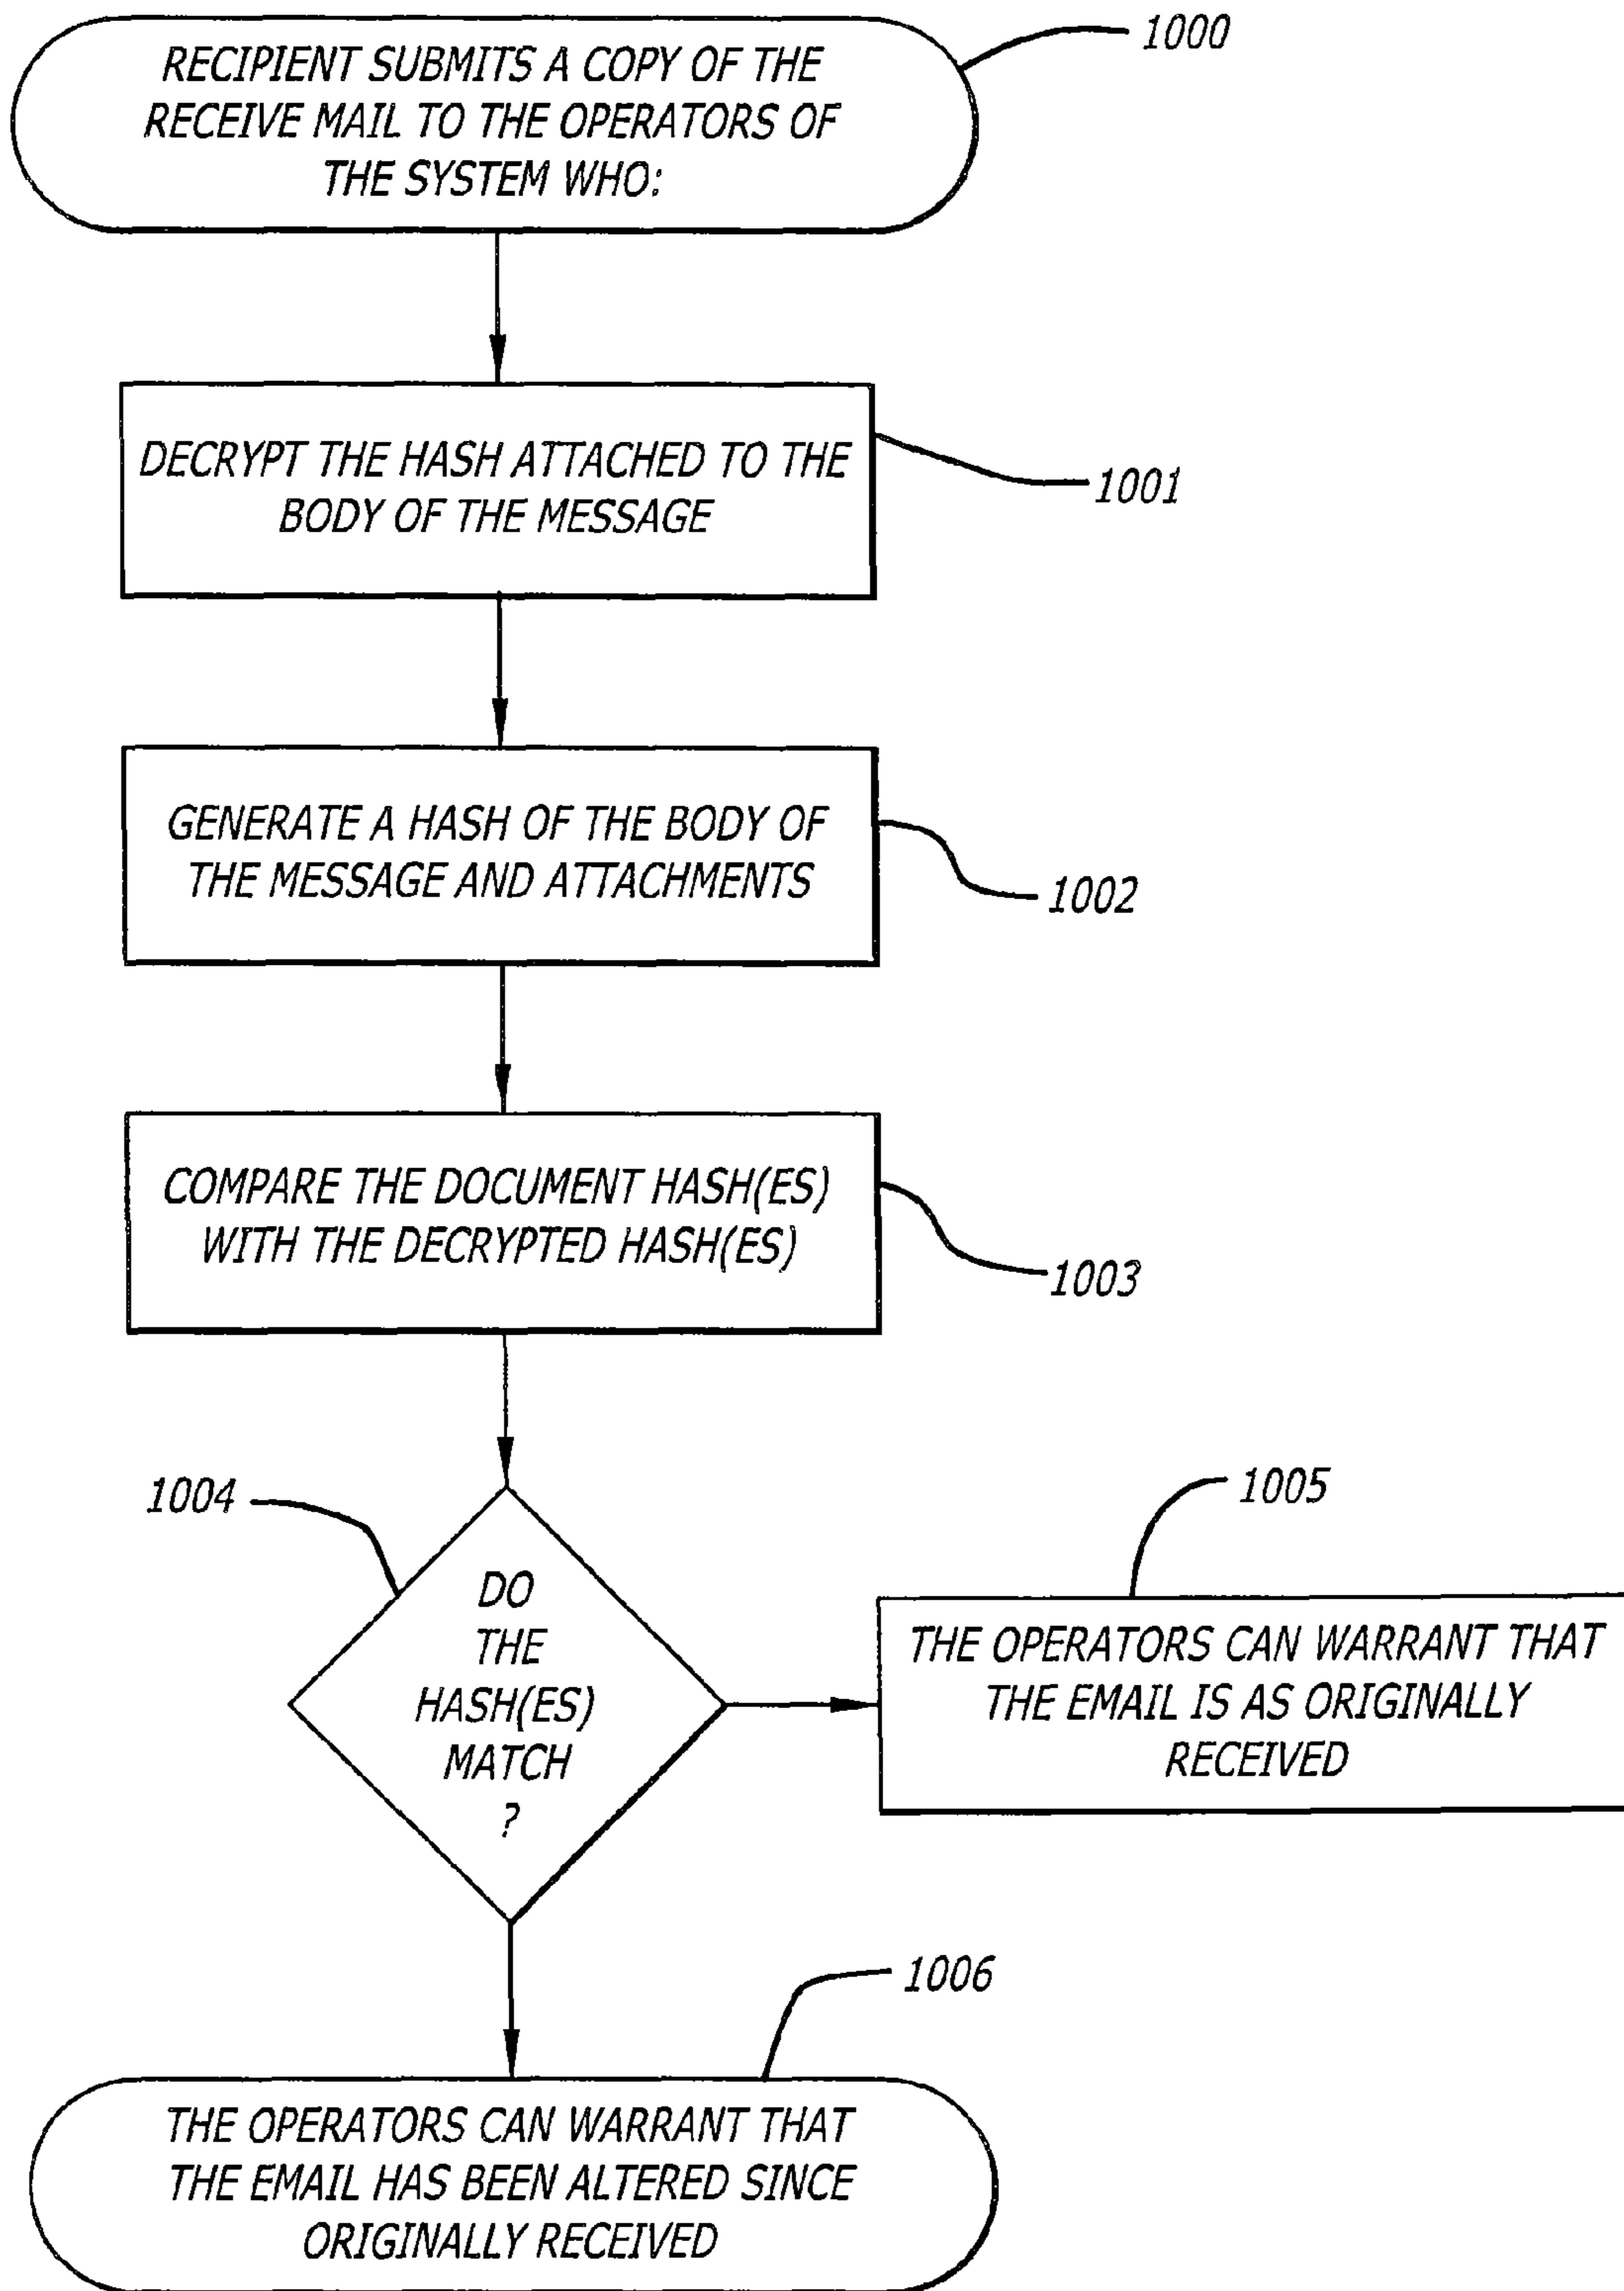 RECIPIENT SUBMITS A COPY OF THE
RECEIVE MAIL TO THE OPERATORS OF
THE SYSTEM WHO:
1000
DECRYPT THE HASH ATTACHED TO THE
BODY OF THE MESSAGE
1001
GENERATE A HASH OF THE BODY OF
THE MESSAGE AND ATTACHMENTS
1002
COMPARE THE DOCUMENT HASH(ES)
WITH THE DECRYPTED HASH(ES)
1003
1004
DO
THE
HASH(ES)
MATCH
?
1005
THE OPERATORS CAN WARRANT THAT
THE EMAIL IS AS ORIGINALLY
RECEIVED
1006
THE OPERATORS CAN WARRANT THAT
THE EMAIL HAS BEEN ALTERED SINCE
ORIGINALLY RECEIVED